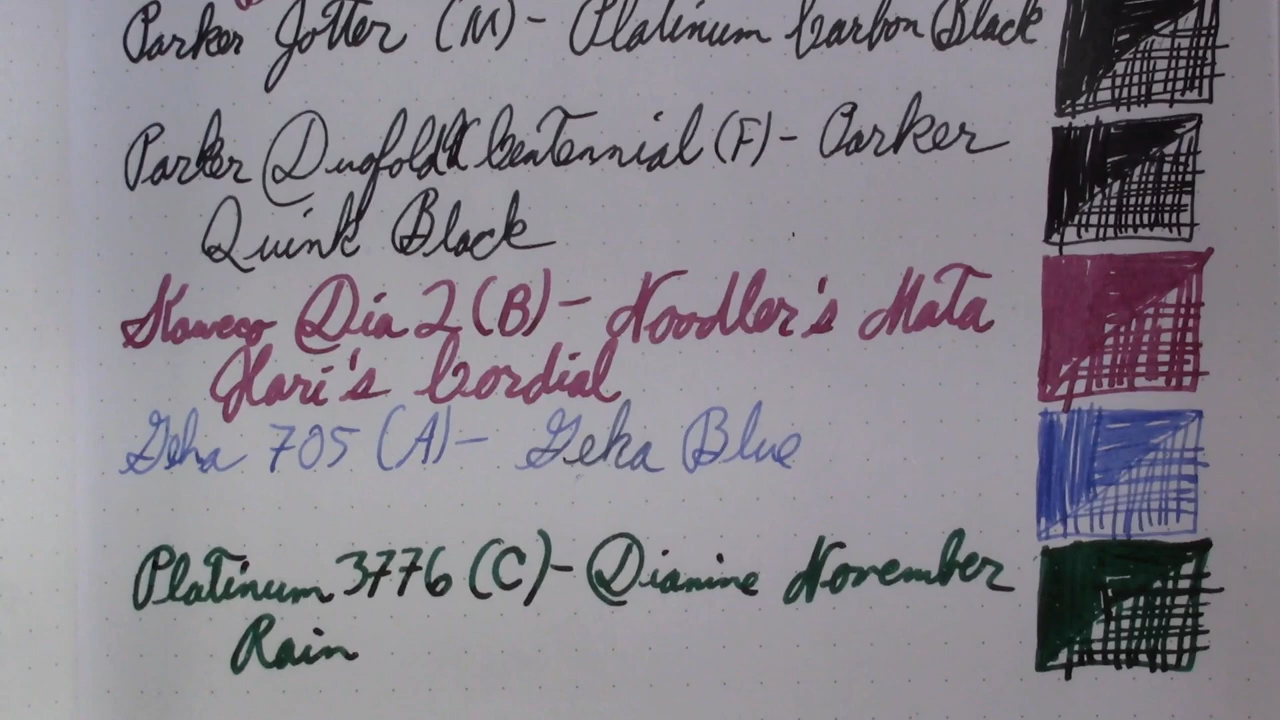 Parker Jotter (M) - Platinum Carbon Black
Parker Duofold Centennial (F) - Parker
Quink Black
Kaweco Dia 2 (B) - Noodler's Mata
Hari's Cordial
Geha 705 (A) - Geha Blue
Platinum 3776 (C) - Diamine November
Rain